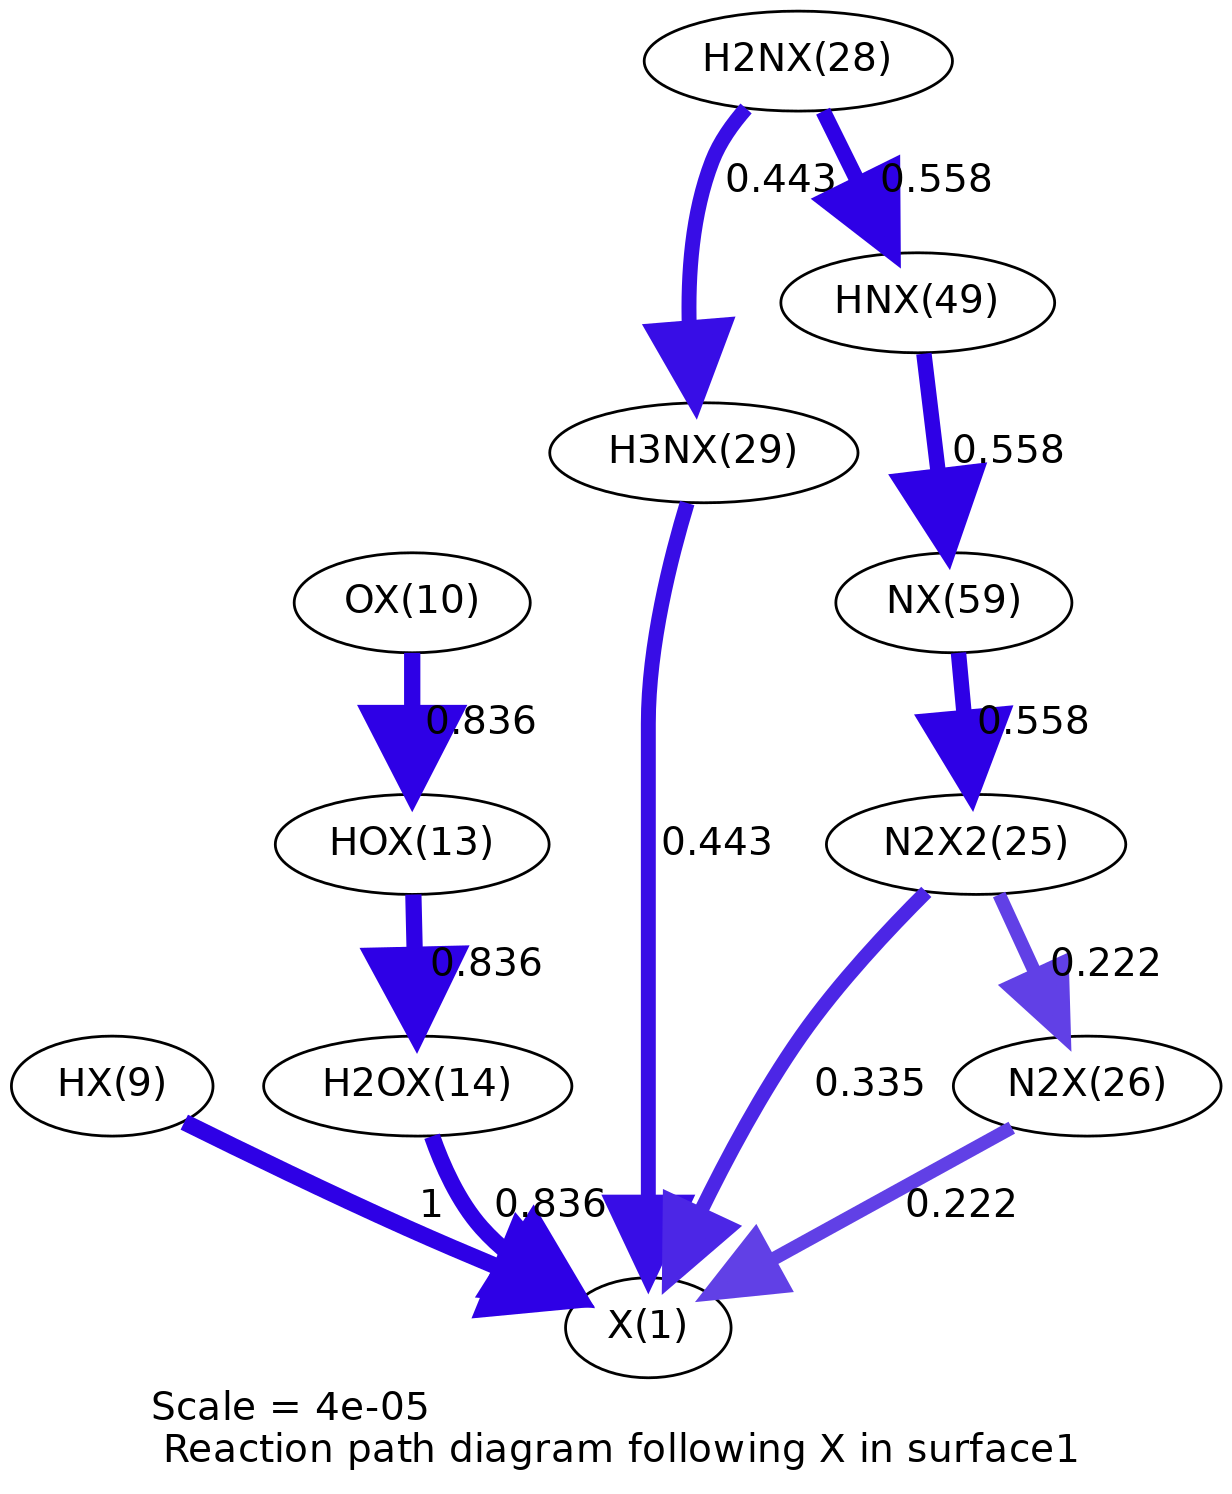 H2NX(28)
0.443
0.558
HNX(49)
H3NX(29)
0.558
OX(10)
NX(59)
0.836
0.558
HOX(13)
0.443
N2X2(25)
0.836
0.222
HX(9)
H2OX(14)
0.335
N2X(26)
1
0.836
0.222
X(1)
Scale = 4e-05
Reaction path diagram following X in surface1